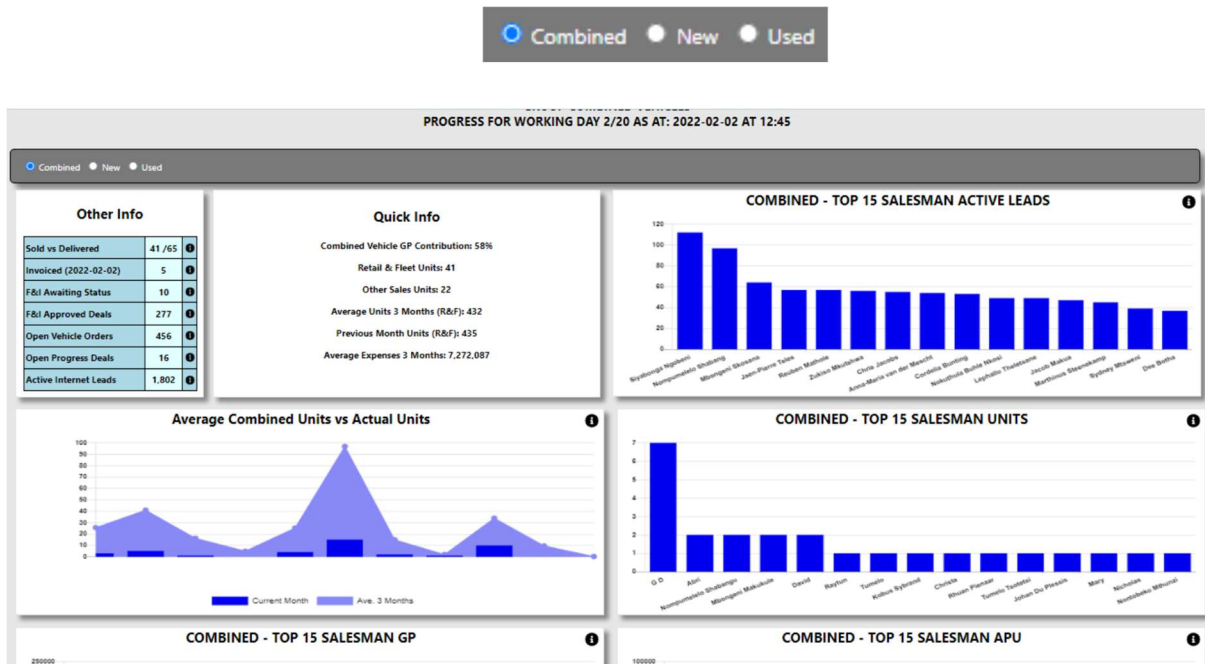 Combined New Used
PROGRESS FOR WORKING DAY 2/20 AS AT: 2022-02-02 AT 12:45
Combined New Used
Other Info
Sold vs Delivered 41 /65
Invoiced (2022-02-02) 5
F&I Awaiting Status 10
F&I Approved Deals 277
Open Vehicle Orders 456
Open Progress Deals 16
Active Internet Leads 1,802
Quick Info
Combined Vehicle GP Contribution: 58%
Retail & Fleet Units: 41
Other Sales Units: 22
Average Units 3 Months (R&F): 432
Previous Month Units (R&F): 435
Average Expenses 3 Months: 7,272,087
COMBINED - TOP 15 SALESMAN ACTIVE LEADS
120
100
80
60
40
20
0
Siyabonga Ngobeni
Nompumelelo Shabang
Mbongeni Skosana
Jean-Pierre Tales
Reuben Mathole
Zukiso Mkutshwa
Chris Jacobs
Anna-Maria van der Mescht
Cordelia Bunting
Nokuthula Buhle Nkosi
Lephallo Theletsane
Jacob Makua
Marthinus Steenekamp
Sydney Mtsweni
Dee Botha
Average Combined Units vs Actual Units
100
90
80
70
60
50
40
30
20
10
0
Current Month Ave. 3 Months
COMBINED - TOP 15 SALESMAN UNITS
7
6
5
4
3
2
1
0
G D
Abri
Nompumelelo Shabangu
Mbongeni Makukule
David
Rayfun
Tumelo
Kobus Sybrand
Christa
Rhuan Pienaar
Tumelo Tsotetsi
Johan Du Plessis
Mary
Nicholas
Nontobeko Mthunzi
COMBINED - TOP 15 SALESMAN GP
250000
COMBINED - TOP 15 SALESMAN APU
100000